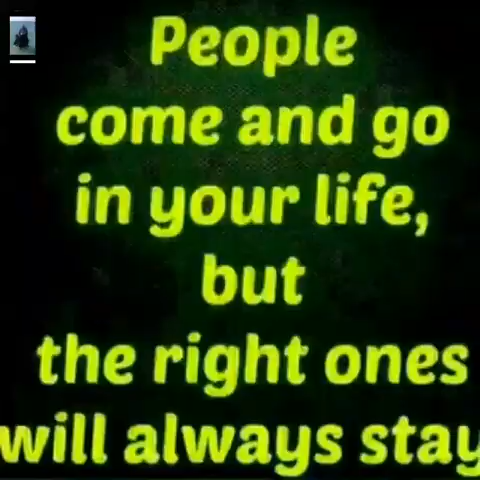 People
come and go
in your life,
but
the right ones
will always stay